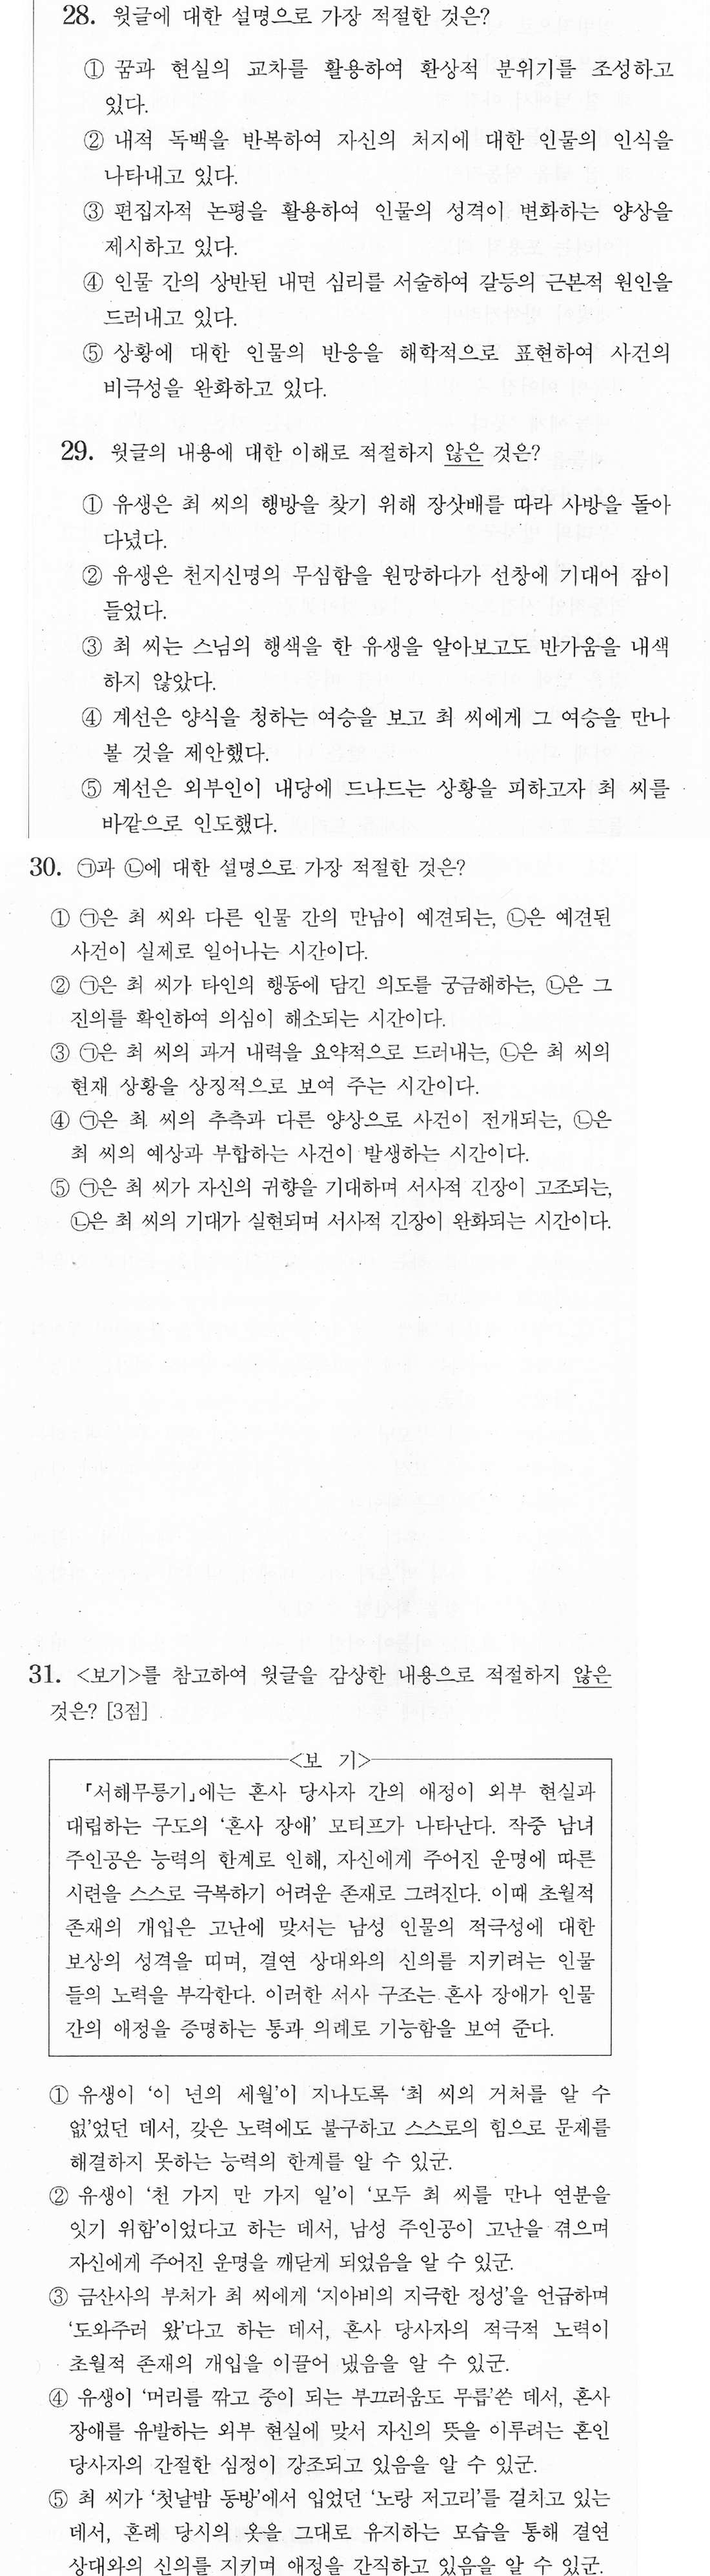 28. 윗글에 대한 설명으로 가장 적절한 것은?
① 꿈과 현실의 교차를 활용하여 환상적 분위기를 조성하고
있다.
② 내적 독백을 반복하여 자신의 처지에 대한 인물의 인식을
나타내고 있다.
③ 편집자적 논평을 활용하여 인물의 성격이 변화하는 양상을
제시하고 있다.
④ 인물 간의 상반된 내면 심리를 서술하여 갈등의 근본적 원인을
드러내고 있다.
⑤ 상황에 대한 인물의 반응을 해학적으로 표현하여 사건의
비극성을 완화하고 있다.
29. 윗글의 내용에 대한 이해로 적절하지 않은 것은?
① 유생은 최 씨의 행방을 찾기 위해 장삿배를 따라 사방을 돌아
다녔다.
② 유생은 천지신명의 무심함을 원망하다가 선창에 기대어 잠이
들었다.
③ 최 씨는 스님의 행색을 한 유생을 알아보고도 반가움을 내색
하지 않았다.
④ 계선은 양식을 청하는 여승을 보고 최 씨에게 그 여승을 만나
볼 것을 제안했다.
⑤ 계선은 외부인이 내당에 드나드는 상황을 피하고자 최 씨를
바깥으로 인도했다.
30. ㉠과 ㉡에 대한 설명으로 가장 적절한 것은?
① ㉠은 최 씨와 다른 인물 간의 만남이 예견되는, ㉡은 예견된
사건이 실제로 일어나는 시간이다.
② ㉠은 최 씨가 타인의 행동에 담긴 의도를 궁금해하는, ㉡은 그
진의를 확인하여 의심이 해소되는 시간이다.
③ ㉠은 최 씨의 과거 내력을 요약적으로 드러내는, ㉡은 최 씨의
현재 상황을 상징적으로 보여 주는 시간이다.
④ ㉠은 최 씨의 추측과 다른 양상으로 사건이 전개되는, ㉡은
최 씨의 예상과 부합하는 사건이 발생하는 시간이다.
⑤ ㉠은 최 씨가 자신의 귀향을 기대하며 서사적 긴장이 고조되는,
㉡은 최 씨의 기대가 실현되며 서사적 긴장이 완화되는 시간이다.
31. <보기>를 참고하여 윗글을 감상한 내용으로 적절하지 않은
것은? [3점]
<보 기>
「서해무릉기」에는 혼사 당사자 간의 애정이 외부 현실과
대립하는 구도의 '혼사 장애' 모티프가 나타난다. 작중 남녀
주인공은 능력의 한계로 인해, 자신에게 주어진 운명에 따른
시련을 스스로 극복하기 어려운 존재로 그려진다. 이때 초월적
존재의 개입은 고난에 맞서는 남성 인물의 적극성에 대한
보상의 성격을 띠며, 결연 상대와의 신의를 지키려는 인물
들의 노력을 부각한다. 이러한 서사 구조는 혼사 장애가 인물
간의 애정을 증명하는 통과 의례로 기능함을 보여 준다.
① 유생이 '이 년의 세월'이 지나도록 '최 씨의 거처를 알 수
없'었던 데서, 갖은 노력에도 불구하고 스스로의 힘으로 문제를
해결하지 못하는 능력의 한계를 알 수 있군.
② 유생이 '천 가지 만 가지 일'이 '모두 최 씨를 만나 연분을
잇기 위함'이었다고 하는 데서, 남성 주인공이 고난을 겪으며
자신에게 주어진 운명을 깨닫게 되었음을 알 수 있군.
③ 금산사의 부처가 최 씨에게 '지아비의 지극한 정성'을 언급하며
'도와주러 왔'다고 하는 데서, 혼사 당사자의 적극적 노력이
초월적 존재의 개입을 이끌어 냈음을 알 수 있군.
④ 유생이 '머리를 깎고 중이 되는 부끄러움도 무릅'쓴 데서, 혼사
장애를 유발하는 외부 현실에 맞서 자신의 뜻을 이루려는 혼인
당사자의 간절한 심정이 강조되고 있음을 알 수 있군.
⑤ 최 씨가 '첫날밤 동방'에서 입었던 '노랑 저고리'를 걸치고 있는
데서, 혼례 당시의 옷을 그대로 유지하는 모습을 통해 결연
상대와의 신의를 지키며 애정을 간직하고 있음을 알 수 있군.